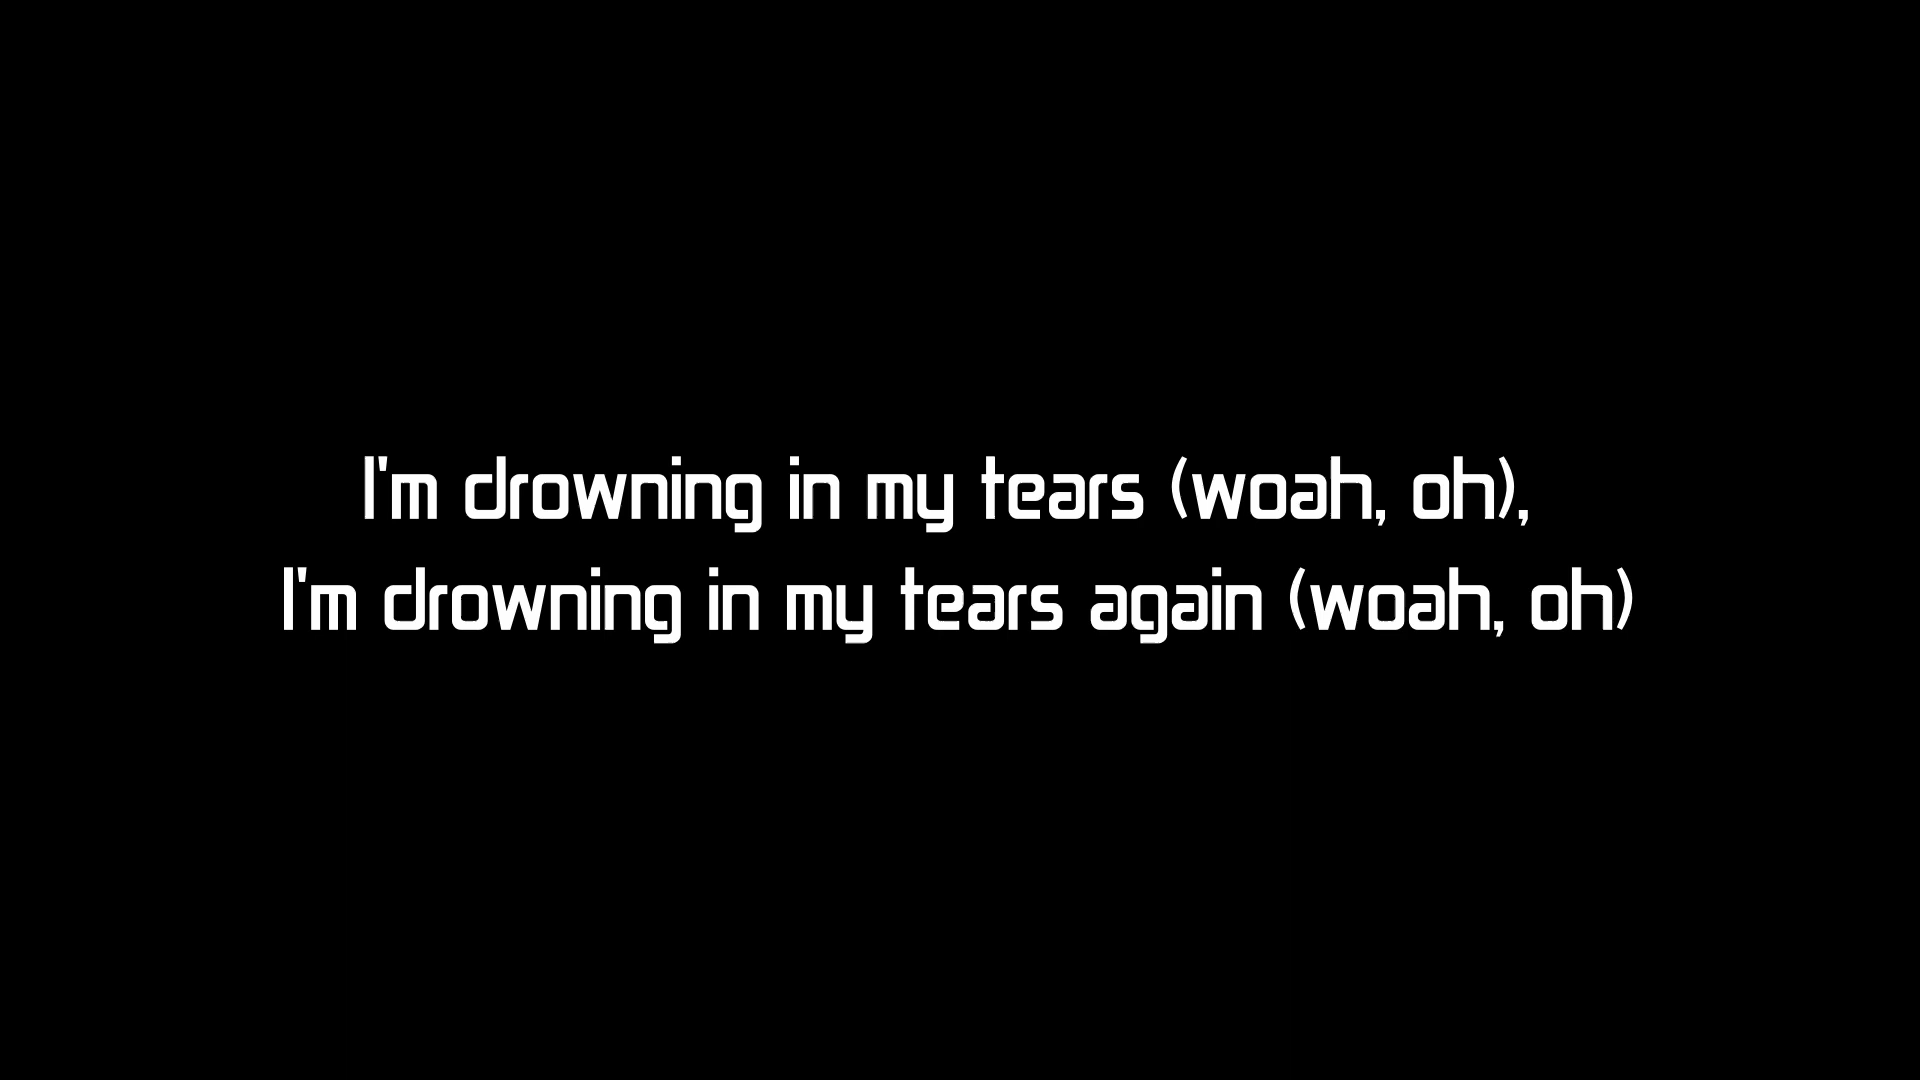 I'm drowning in my tears (woah, oh),
I'm drowning in my tears again (woah, oh)